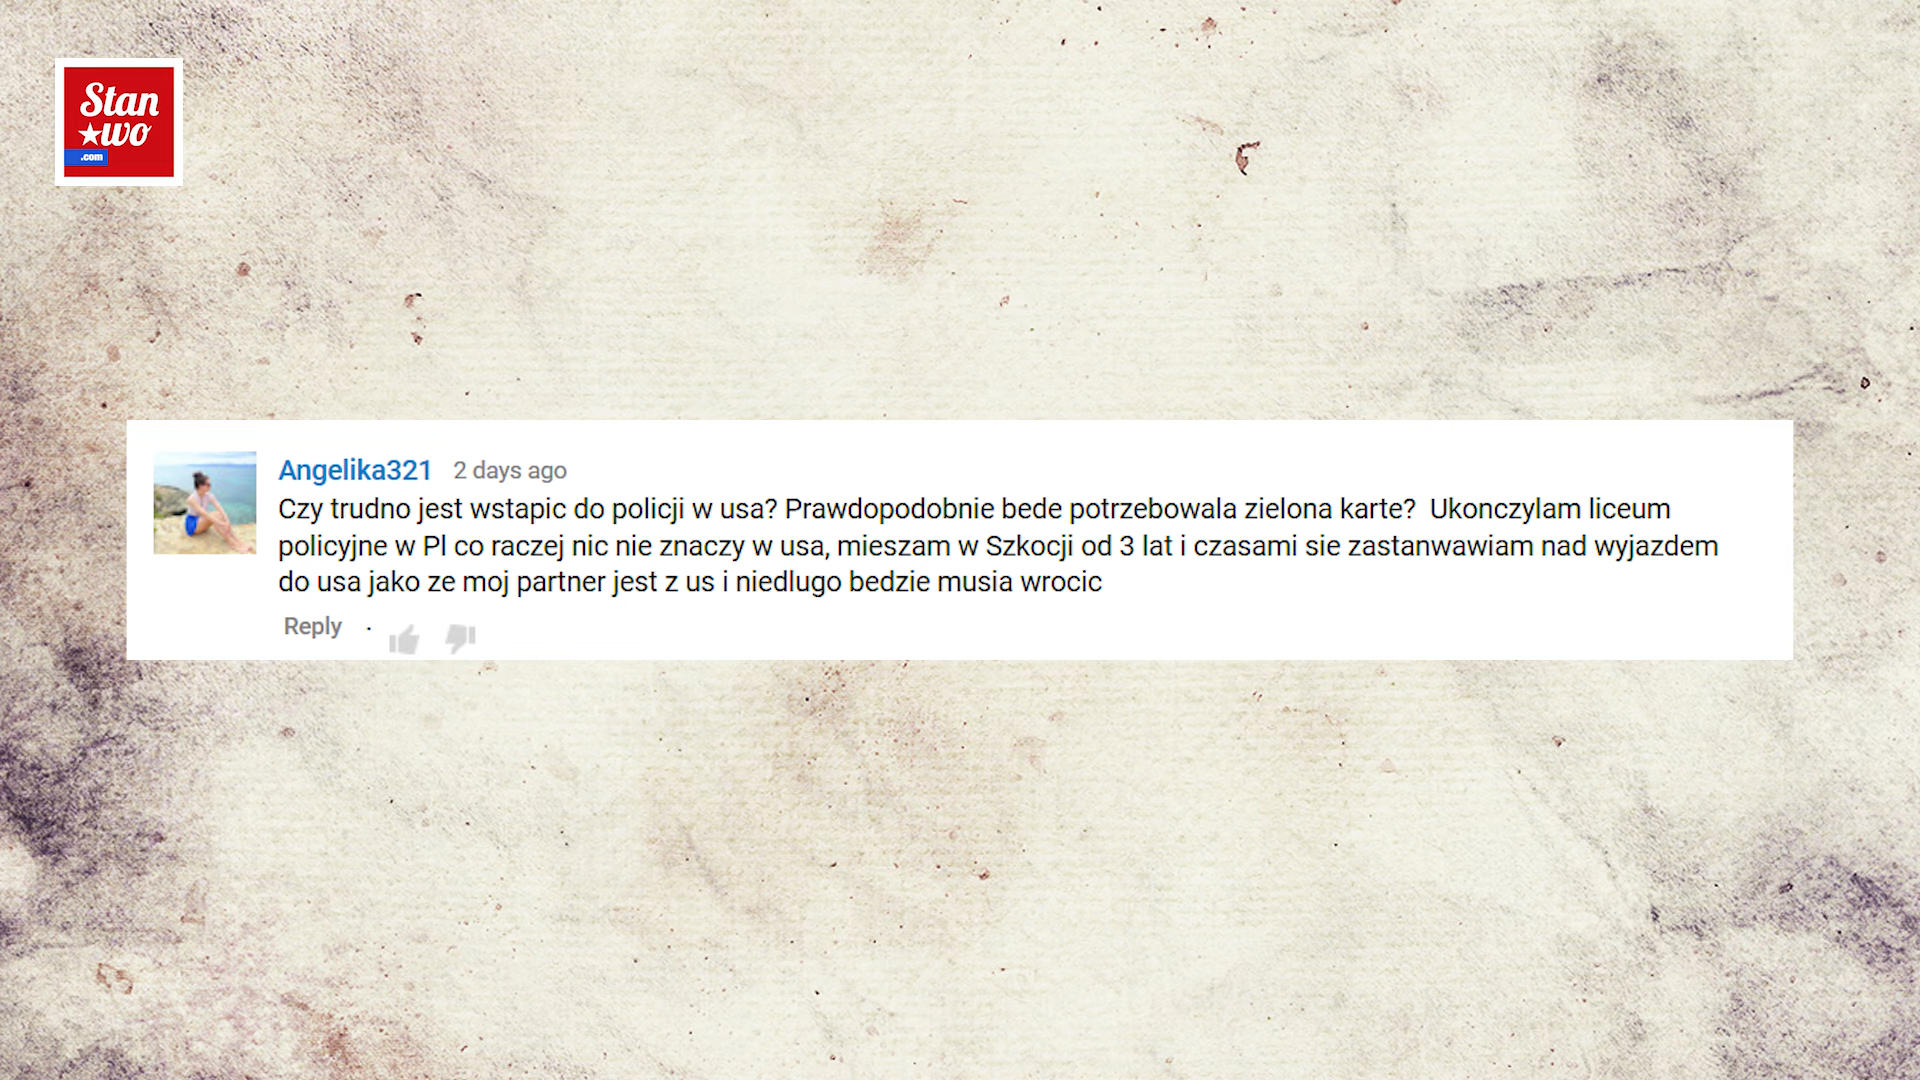 Stan
wo
.com
Angelika321 2 days ago
Czy trudno jest wstapic do policji w usa? Prawdopodobnie bede potrzebowala zielona karte? Ukonczylam liceum
policyjne w Pl co raczej nic nie znaczy w usa, mieszam w Szkocji od 3 lat i czasami sie zastanwawiam nad wyjazdem
do usa jako ze moj partner jest z us i niedlugo bedzie musia wrocic
Reply ·